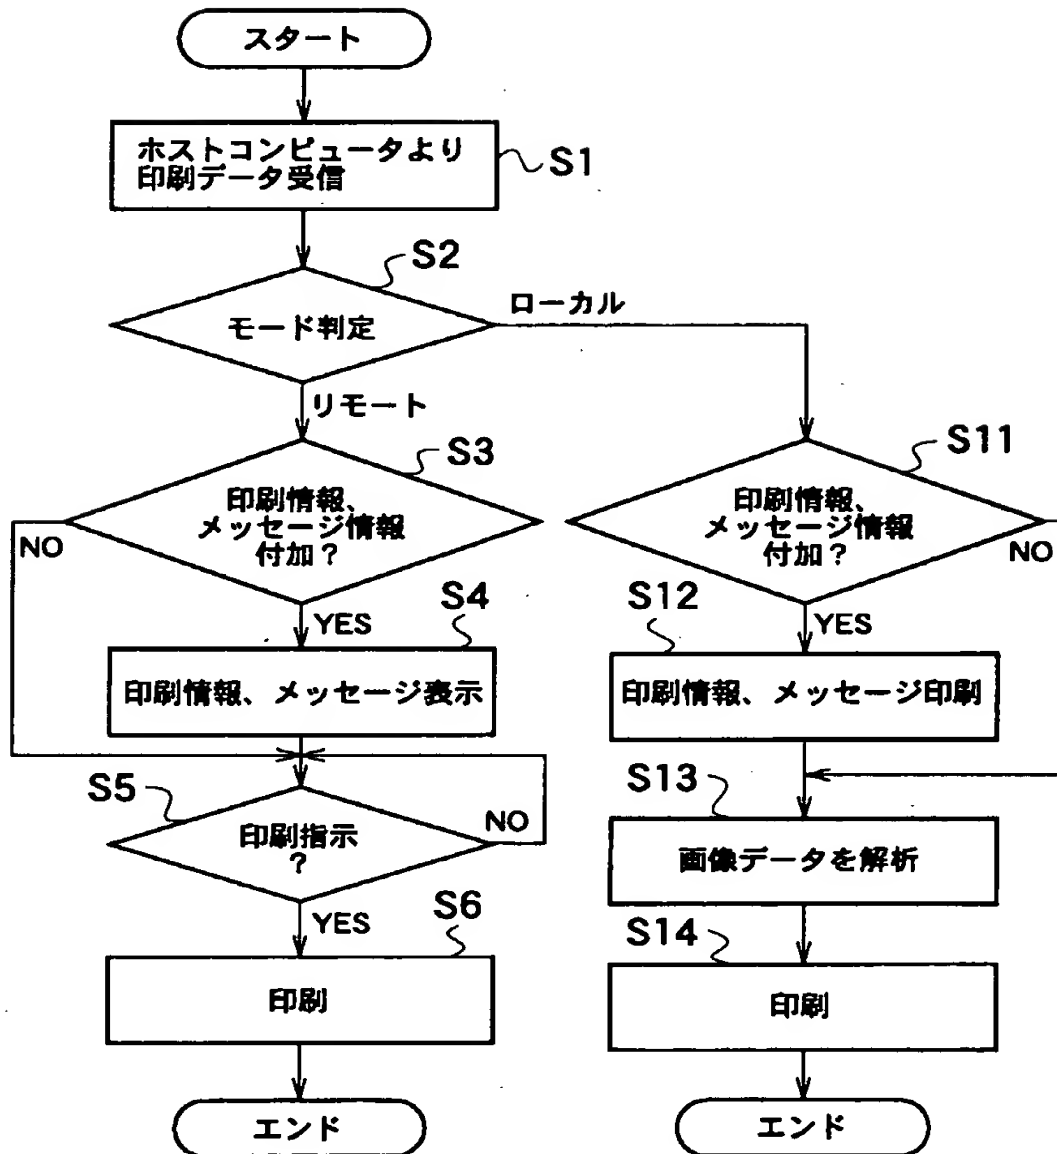 スタート
ホストコンピュータより
印刷データ受信
S1
S2
モード判定
ローカル
リモート
S3
印刷情報、
メッセージ情報
付加？
NO
YES
S4
印刷情報、メッセージ表示
S5
印刷指示
？
NO
YES
S6
印刷
エンド
S11
印刷情報、
メッセージ情報
付加？
NO
YES
S12
印刷情報、メッセージ印刷
S13
画像データを解析
S14
印刷
エンド